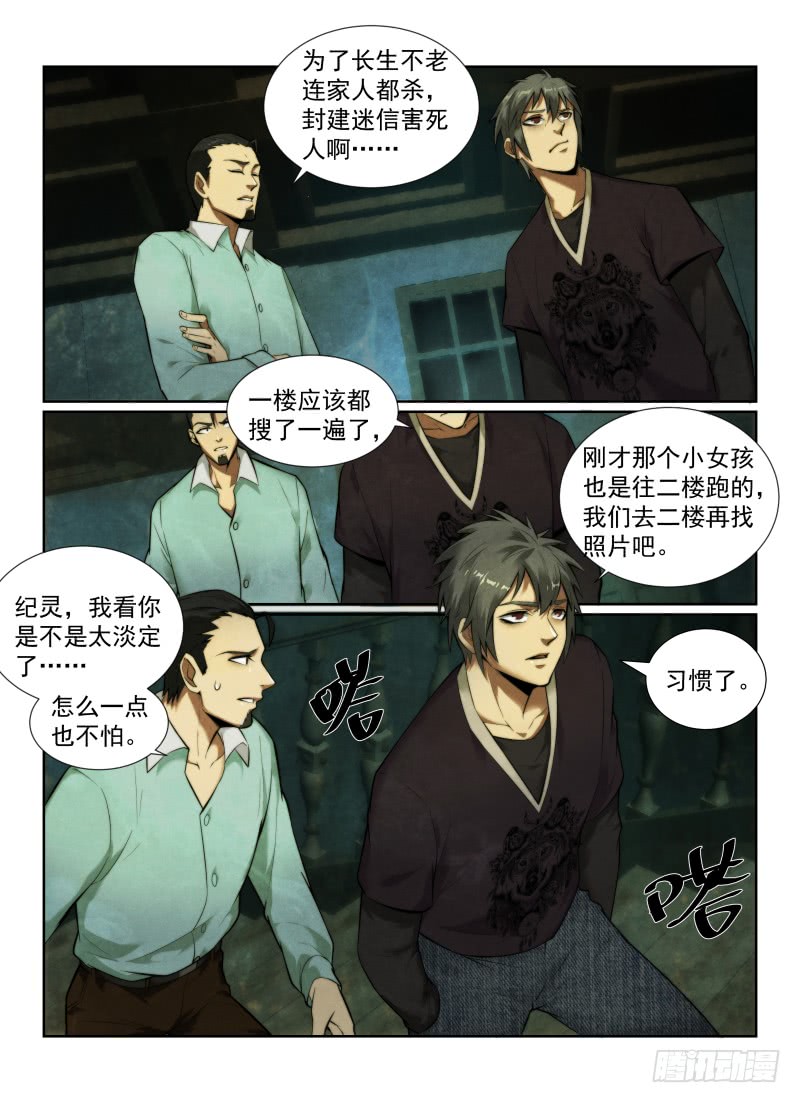 为了长生不老
连家人都杀，
封建迷信害死
人啊……
一楼应该都
搜了一遍了，
刚才那个小女孩
也是往二楼跑的，
我们去二楼再找
照片吧。
纪灵，我看你
是不是太淡定
了……
怎么一点
也不怕。
嗒
习惯了。
嗒
腾讯动漫